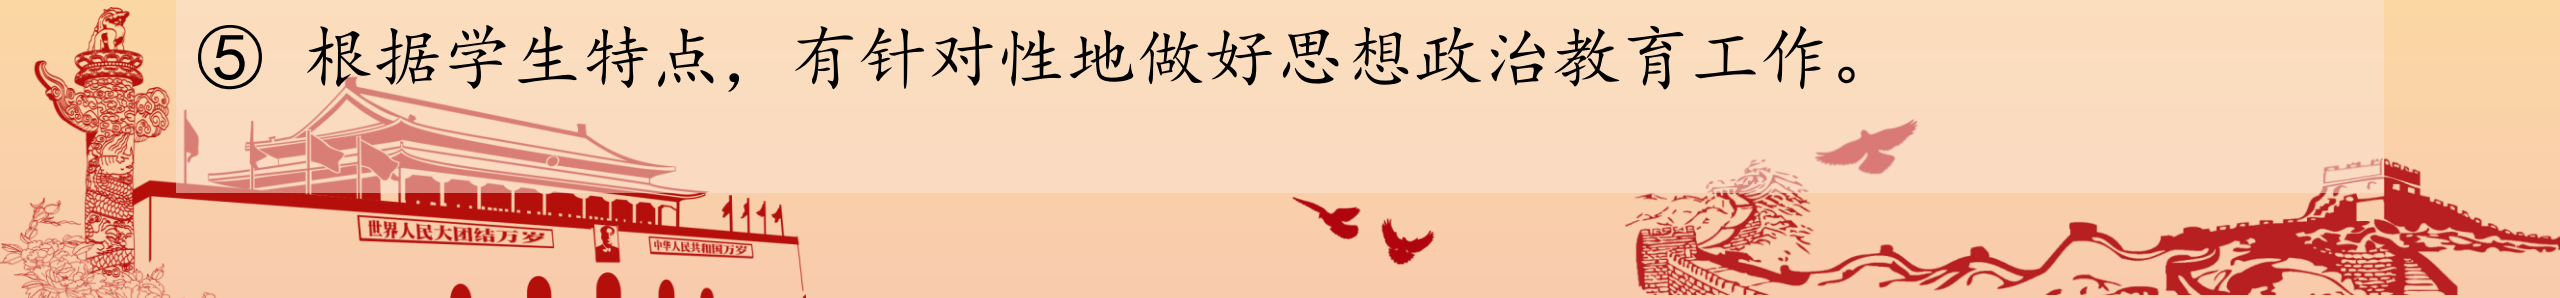 ⑤ 根据学生特点，有针对性地做好思想政治教育工作。
世界人民大团结万岁
中华人民共和国万岁